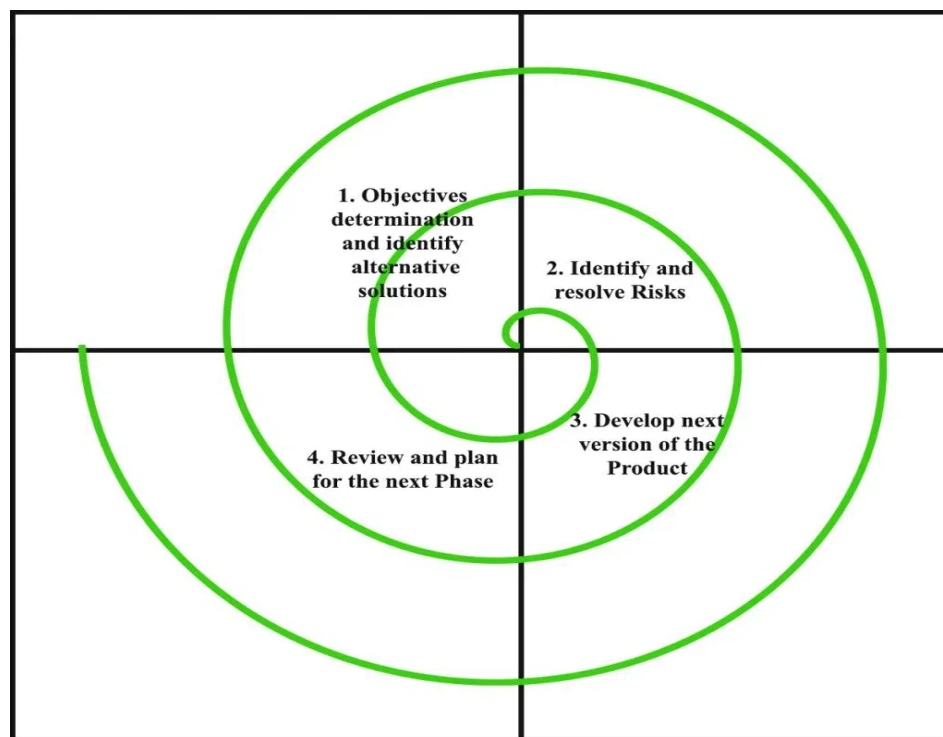 1. Objectives
determination
and identify
alternative
solutions
2. Identify and
resolve Risks
3. Develop next
version of the
Product
4. Review and plan
for the next Phase